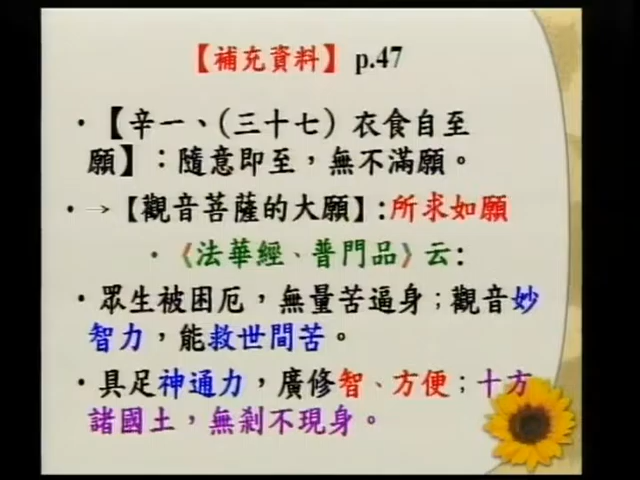 【補充資料】 p.47
•【辛一、（三十七）衣食自至
願】：隨意即至，無不滿願。
•→【觀音菩薩的大願】:所求如願
•《法華經、普門品》云:
•眾生被困厄，無量苦逼身；觀音妙
智力，能救世間苦。
•具足神通力，廣修智、方便；十方
諸國土，無剎不現身。